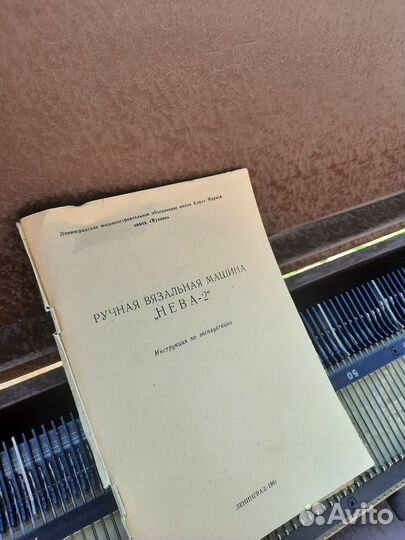 Ленинградское машиностроительное объединение имени Карла Маркса
завод «Вулкан»
РУЧНАЯ ВЯЗАЛЬНАЯ МАШИНА
„НЕВА-2"
Инструкция по эксплуатации
ЛЕНИНГРАД-1981
50
Avito